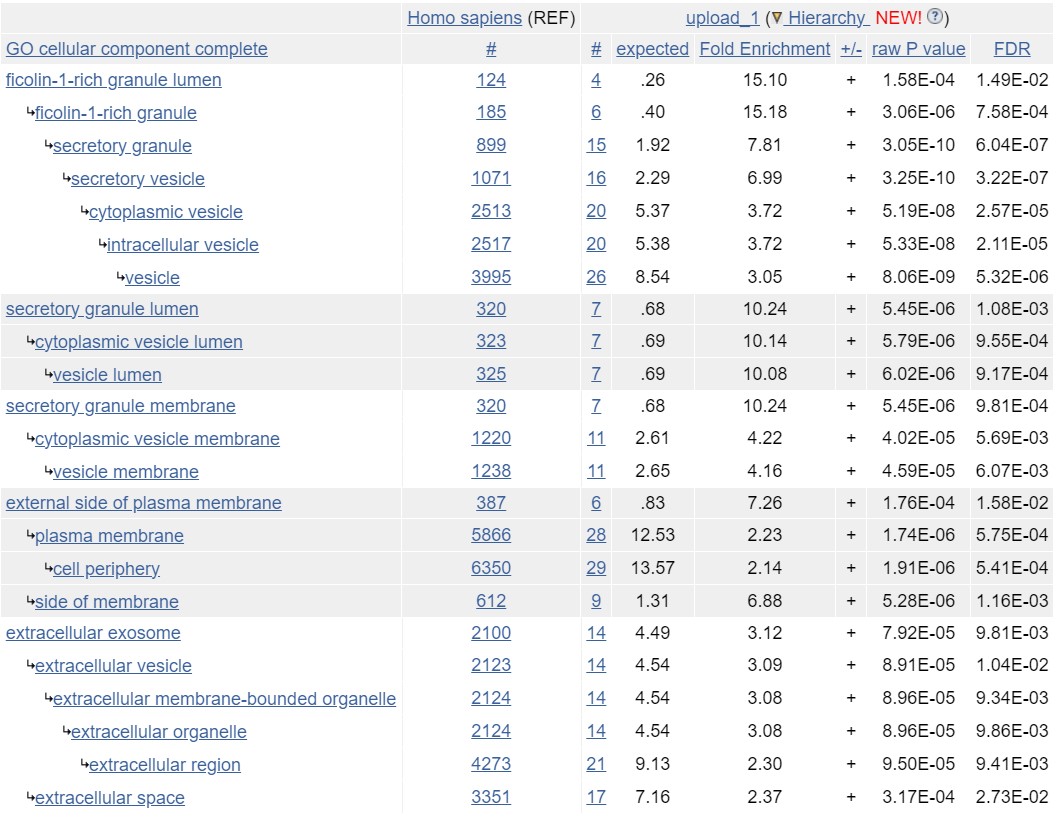 Homo sapiens (REF) upload_1 (▼ Hierarchy NEW! ?)
GO cellular component complete # # expected Fold Enrichment +/- raw P value FDR
ficolin-1-rich granule lumen 124 4 .26 15.10 + 1.58E-04 1.49E-02
↳ficolin-1-rich granule 185 6 .40 15.18 + 3.06E-06 7.58E-04
↳secretory granule 899 15 1.92 7.81 + 3.05E-10 6.04E-07
↳secretory vesicle 1071 16 2.29 6.99 + 3.25E-10 3.22E-07
↳cytoplasmic vesicle 2513 20 5.37 3.72 + 5.19E-08 2.57E-05
↳intracellular vesicle 2517 20 5.38 3.72 + 5.33E-08 2.11E-05
↳vesicle 3995 26 8.54 3.05 + 8.06E-09 5.32E-06
secretory granule lumen 320 7 .68 10.24 + 5.45E-06 1.08E-03
↳cytoplasmic vesicle lumen 323 7 .69 10.14 + 5.79E-06 9.55E-04
↳vesicle lumen 325 7 .69 10.08 + 6.02E-06 9.17E-04
secretory granule membrane 320 7 .68 10.24 + 5.45E-06 9.81E-04
↳cytoplasmic vesicle membrane 1220 11 2.61 4.22 + 4.02E-05 5.69E-03
↳vesicle membrane 1238 11 2.65 4.16 + 4.59E-05 6.07E-03
external side of plasma membrane 387 6 .83 7.26 + 1.76E-04 1.58E-02
↳plasma membrane 5866 28 12.53 2.23 + 1.74E-06 5.75E-04
↳cell periphery 6350 29 13.57 2.14 + 1.91E-06 5.41E-04
↳side of membrane 612 9 1.31 6.88 + 5.28E-06 1.16E-03
extracellular exosome 2100 14 4.49 3.12 + 7.92E-05 9.81E-03
↳extracellular vesicle 2123 14 4.54 3.09 + 8.91E-05 1.04E-02
↳extracellular membrane-bounded organelle 2124 14 4.54 3.08 + 8.96E-05 9.34E-03
↳extracellular organelle 2124 14 4.54 3.08 + 8.96E-05 9.86E-03
↳extracellular region 4273 21 9.13 2.30 + 9.50E-05 9.41E-03
↳extracellular space 3351 17 7.16 2.37 + 3.17E-04 2.73E-02